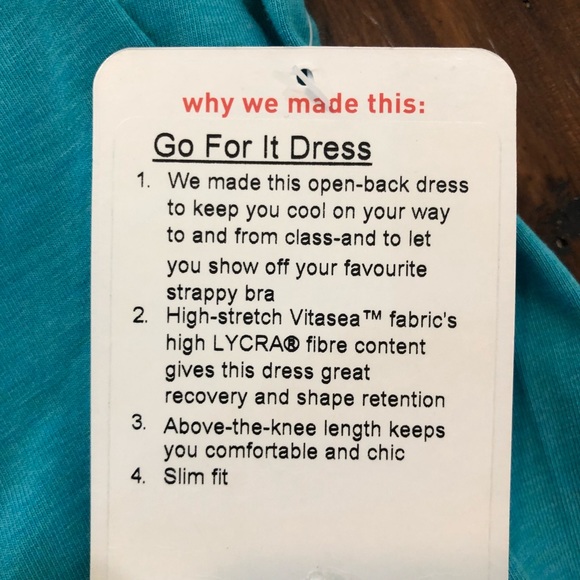 why we made this:
Go For It Dress
1. We made this open-back dress
to keep you cool on your way
to and from class-and to let
you show off your favourite
strappy bra
2. High-stretch Vitasea™ fabric's
high LYCRA® fibre content
gives this dress great
recovery and shape retention
3. Above-the-knee length keeps
you comfortable and chic
4. Slim fit